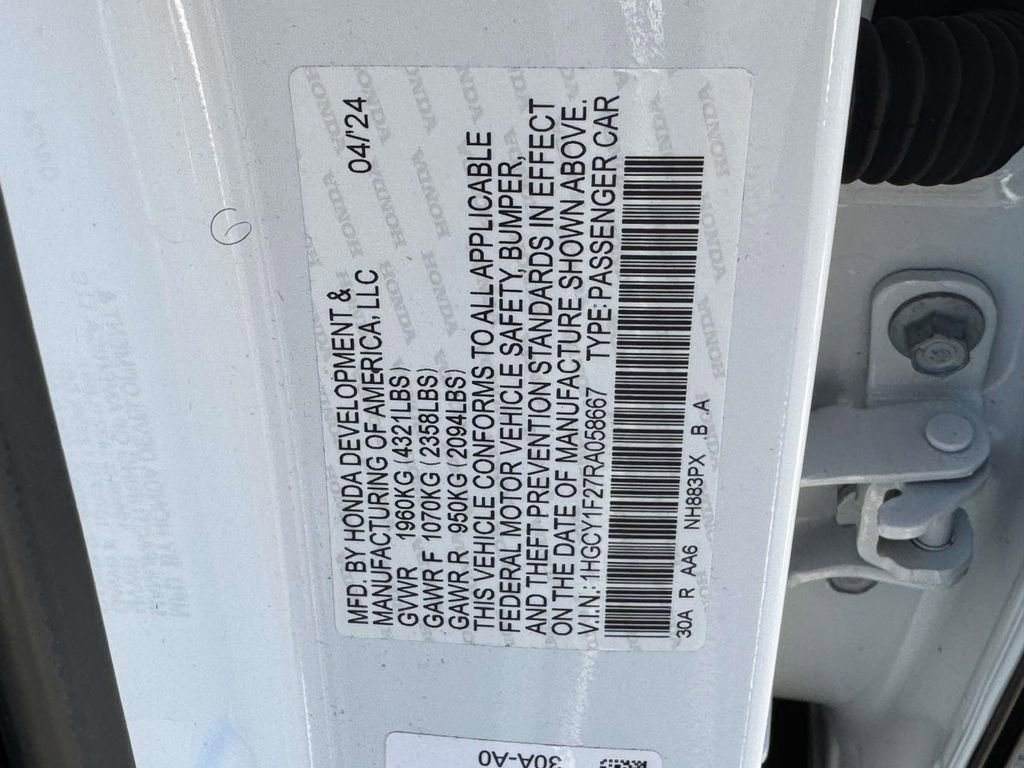 MFD. BY HONDA DEVELOPMENT & 04/'24
MANUFACTURING OF AMERICA, LLC
GVWR 1960KG (4321LBS)
GAWR F 1070KG (2358LBS)
GAWR R 950KG (2094LBS)
THIS VEHICLE CONFORMS TO ALL APPLICABLE
FEDERAL MOTOR VEHICLE SAFETY, BUMPER,
AND THEFT PREVENTION STANDARDS IN EFFECT
ON THE DATE OF MANUFACTURE SHOWN ABOVE.
V.I.N.: 1HGCY1F27RA058667 TYPE: PASSENGER CAR
30A R AA6 NH883PX B A
30A-A0